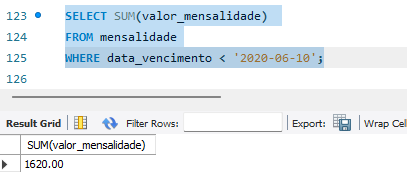 123 SELECT SUM(valor_mensalidade)
124 FROM mensalidade
125 WHERE data_vencimento < '2020-06-10';
126
Result Grid Filter Rows: Export: Wrap Cel
SUM(valor_mensalidade)
1620.00